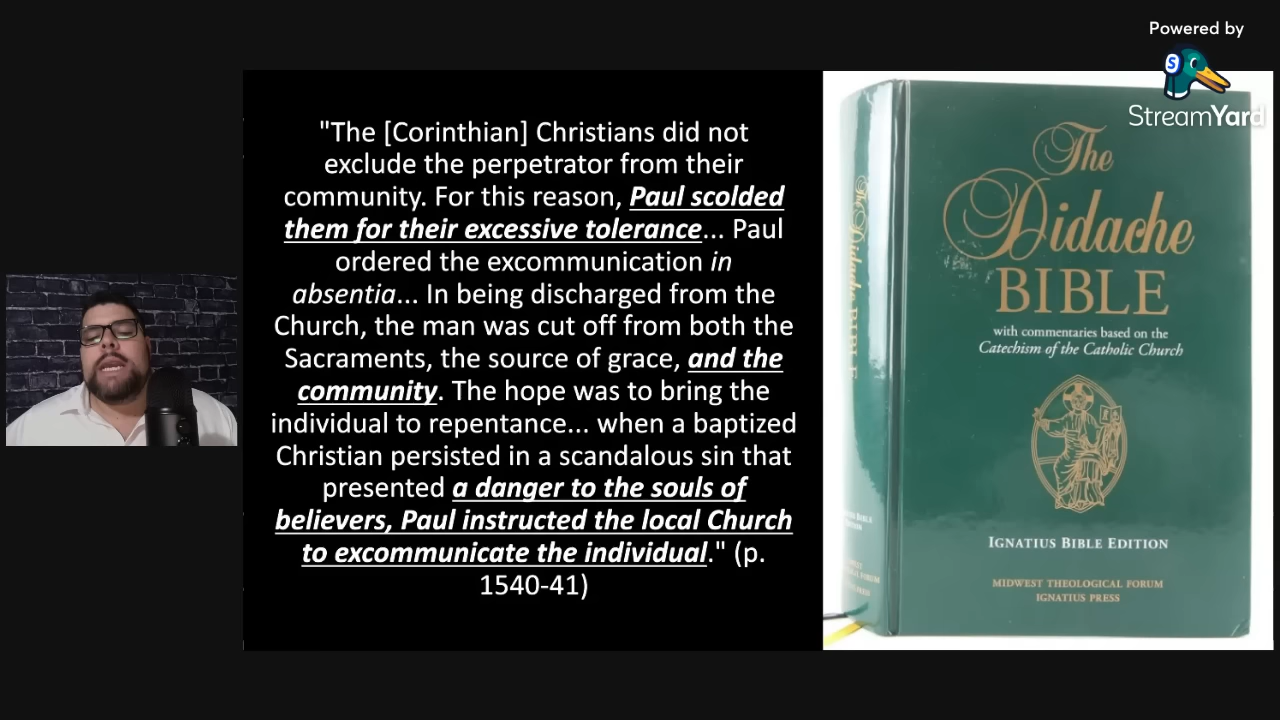 Powered by
StreamYard
"The [Corinthian] Christians did not
exclude the perpetrator from their
community. For this reason, Paul scolded
them for their excessive tolerance... Paul
ordered the excommunication in
absentia... In being discharged from the
Church, the man was cut off from both the
Sacraments, the source of grace, and the
community. The hope was to bring the
individual to repentance... when a baptized
Christian persisted in a scandalous sin that
presented a danger to the souls of
believers, Paul instructed the local Church
to excommunicate the individual." (p.
1540-41)
The
Didache
BIBLE
with commentaries based on the
Catechism of the Catholic Church
IGNATIUS BIBLE EDITION
MIDWEST THEOLOGICAL FORUM
IGNATIUS PRESS
The Didache BIBLE